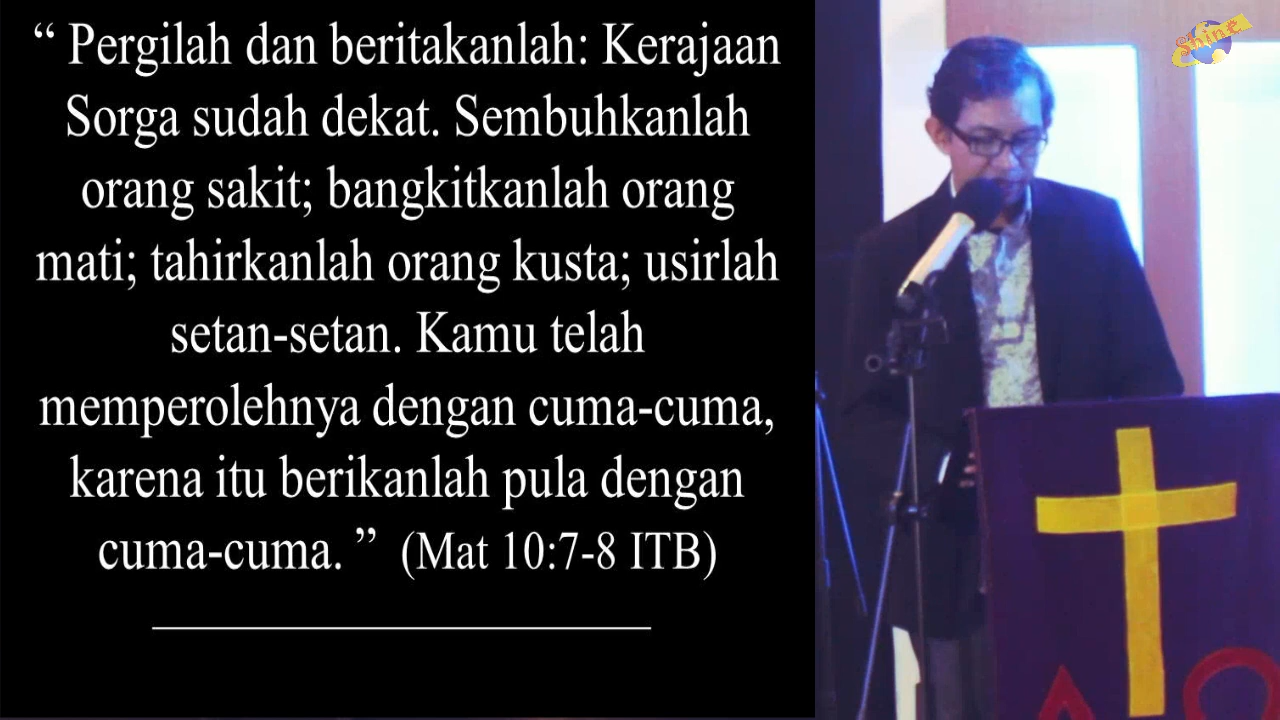 “ Pergilah dan beritakanlah: Kerajaan
Sorga sudah dekat. Sembuhkanlah
orang sakit; bangkitkanlah orang
mati; tahirkanlah orang kusta; usirlah
setan-setan. Kamu telah
memperolehnya dengan cuma-cuma,
karena itu berikanlah pula dengan
cuma-cuma. ” (Mat 10:7-8 ITB)
Shine